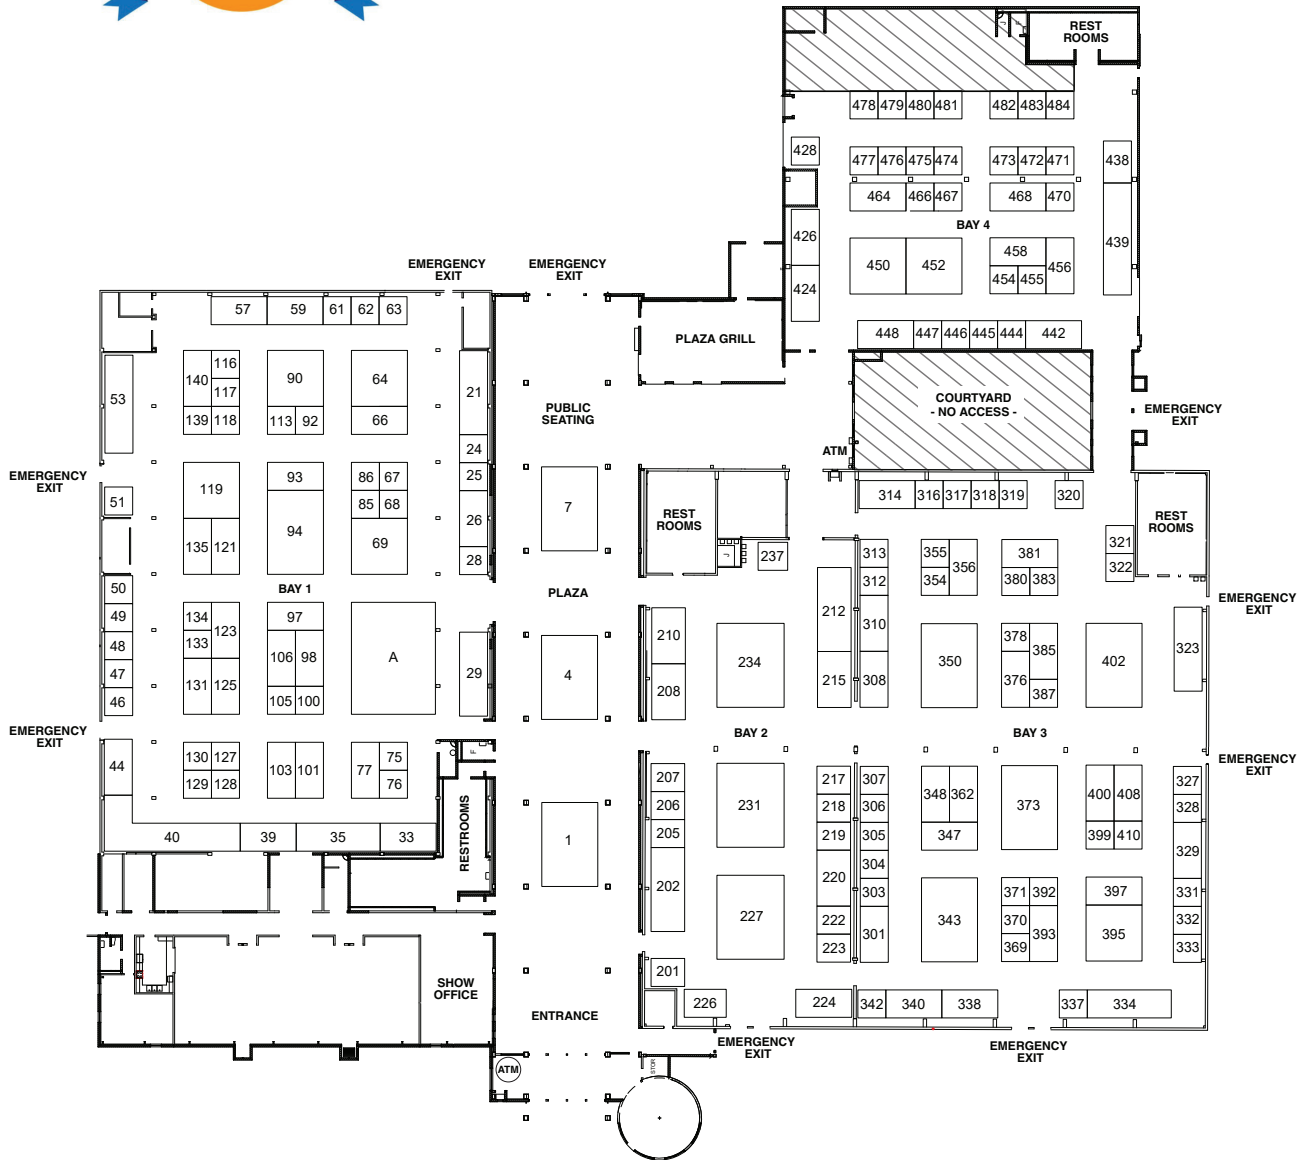 REST
ROOMS
J
F
478 479 480 481 482 483 484
428
477 476 475 474 473 472 471 438
464 466 467 468 470
426
BAY 4
439
450 452 458 456
454 455
424
448 447 446 445 444 442
EMERGENCY
EXIT
EMERGENCY
EXIT
57 59 61 62 63
PLAZA GRILL
53
140 116 90 64 21
117
139 118 113 92 66
24
PUBLIC
SEATING
COURTYARD
- NO ACCESS -
EMERGENCY
EXIT
ATM
EMERGENCY
EXIT
51
119 93 86 67 25
85 68
94
26
135 121 69
28
7
REST
ROOMS
J
237
314 316 317 318 319 320
REST
ROOMS
321
322
313 355 356 381
312 354 380 383
50
BAY 1
PLAZA
EMERGENCY
EXIT
49
134 123 97
48
133
106 98 A
47
131 125
29
46
105 100
4
210
208
234
212
215
310
308
350
378 385
376
387
402
323
EMERGENCY
EXIT
BAY 2
BAY 3
EMERGENCY
EXIT
44
130 127 103 101 77 75
129 128 76
F
RESTROOMS
40 39 35 33
1
207
206
205
202
231
227
217 307
218 306
219 305
304
220
303
222
301
223
348 362
347
343
373
371 392
370
393
369
400 408
399 410
397
395
327
328
329
331
332
333
201
226 224 342 340 338 337 334
SHOW
OFFICE
ENTRANCE
EMERGENCY
EXIT
EMERGENCY
EXIT
ATM
STOR